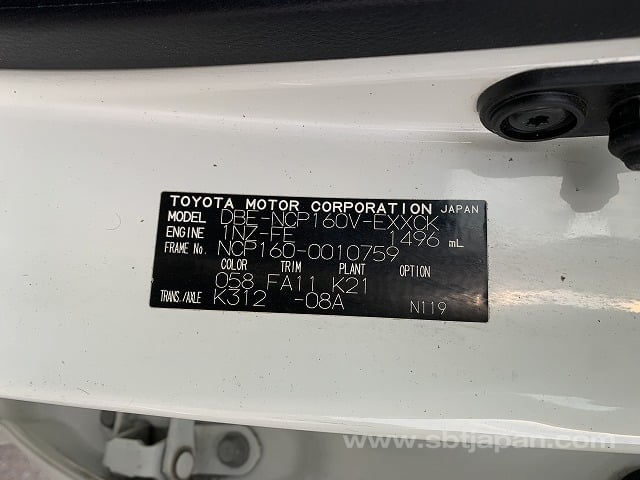 TOYOTA MOTOR CORPORATION JAPAN
MODEL DBE-NCP160V-EXXCK
ENGINE 1NZ-FE 1496 mL
FRAME No. NCP160-0010759
COLOR TRIM PLANT OPTION
058 FA11 K21
TRANS./AXLE K312 -08A N119
www.sbtjapan.com